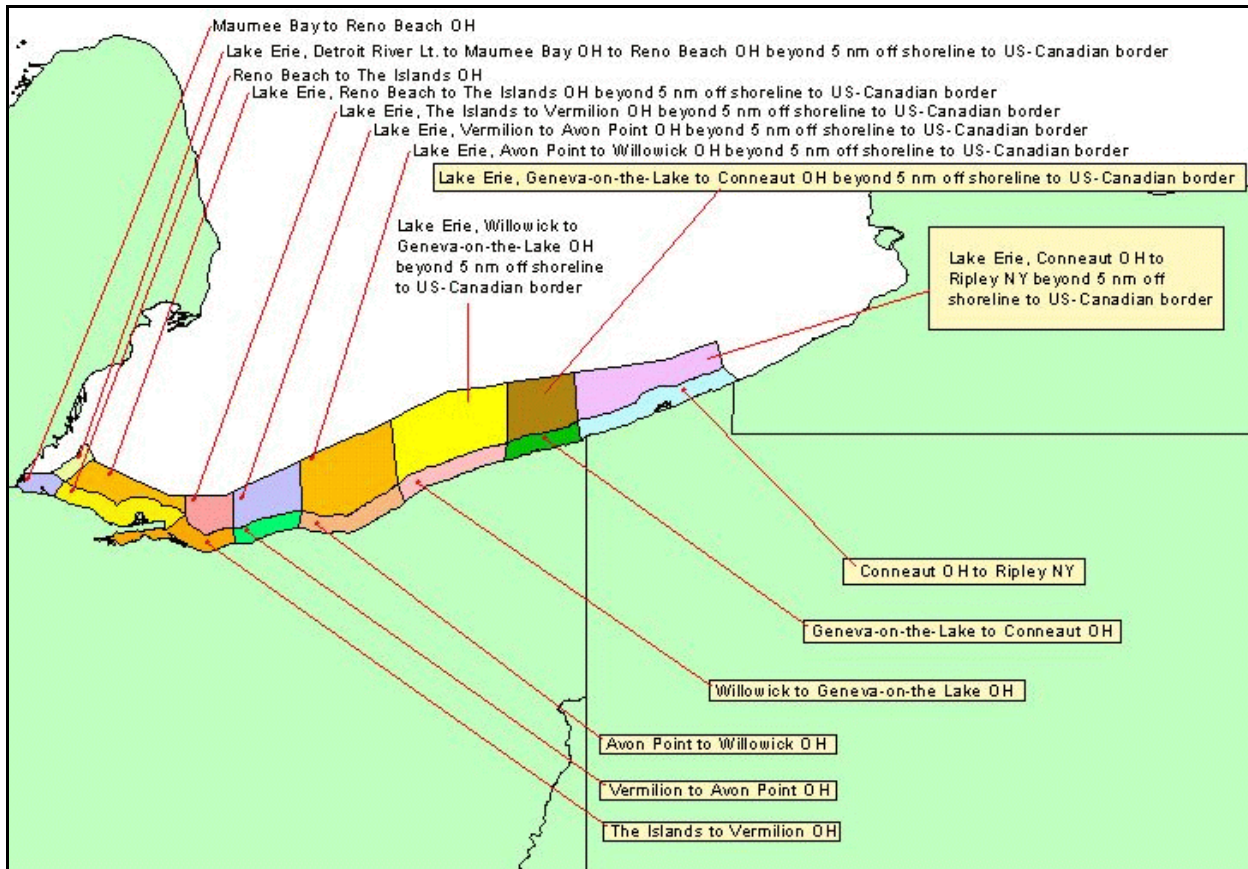 Maumee Bay to Reno Beach OH
Lake Erie, Detroit River Lt. to Maumee Bay OH to Reno Beach OH beyond 5 nm off shoreline to US-Canadian border
Reno Beach to The Islands OH
Lake Erie, Reno Beach to The Islands OH beyond 5 nm off shoreline to US-Canadian border
Lake Erie, The Islands to Vermilion OH beyond 5 nm off shoreline to US-Canadian border
Lake Erie, Vermilion to Avon Point OH beyond 5 nm off shoreline to US-Canadian border
Lake Erie, Avon Point to Willowick OH beyond 5 nm off shoreline to US-Canadian border
Lake Erie, Geneva-on-the-Lake to Conneaut OH beyond 5 nm off shoreline to US-Canadian border
Lake Erie, Willowick to
Geneva-on-the-Lake OH
beyond 5 nm off shoreline
to US-Canadian border
Lake Erie, Conneaut OH to
Ripley NY beyond 5 nm off
shoreline to US-Canadian border
Conneaut OH to Ripley NY
Geneva-on-the-Lake to Conneaut OH
Willowick to Geneva-on-the Lake OH
Avon Point to Willowick OH
Vermilion to Avon Point OH
The Islands to Vermilion OH